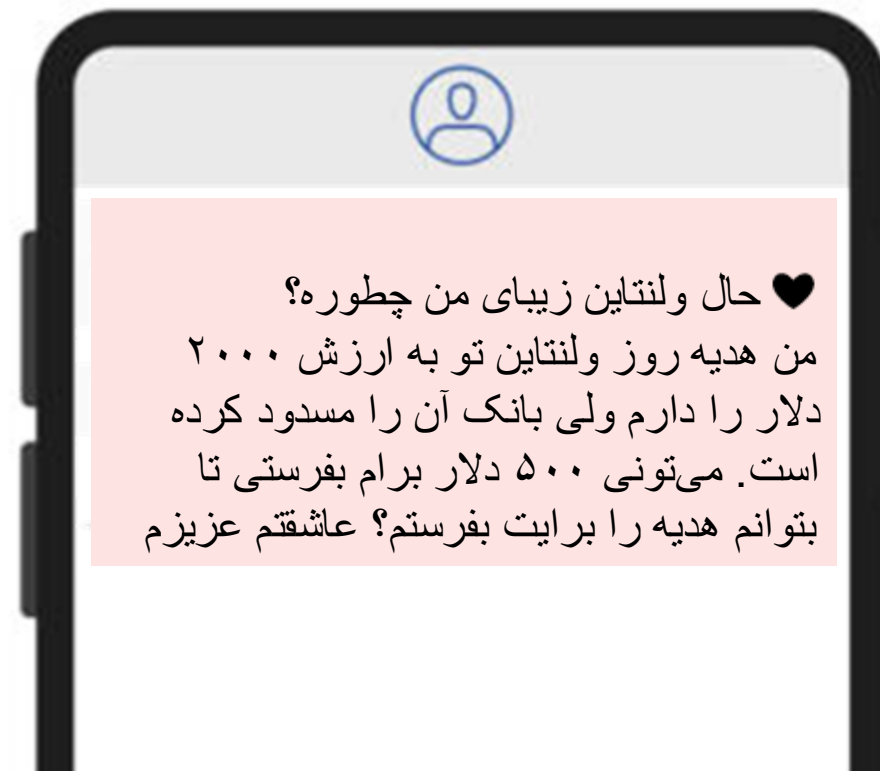 ♥ حال ولنتاین زیبای من چطوره؟
من هدیه روز ولنتاین تو به ارزش ۲۰۰۰
دلار را دارم ولی بانک آن را مسدود کرده
است. می‌تونی ۵۰۰ دلار برام بفرستی تا
بتوانم هدیه را برایت بفرستم؟ عاشقتم عزیزم